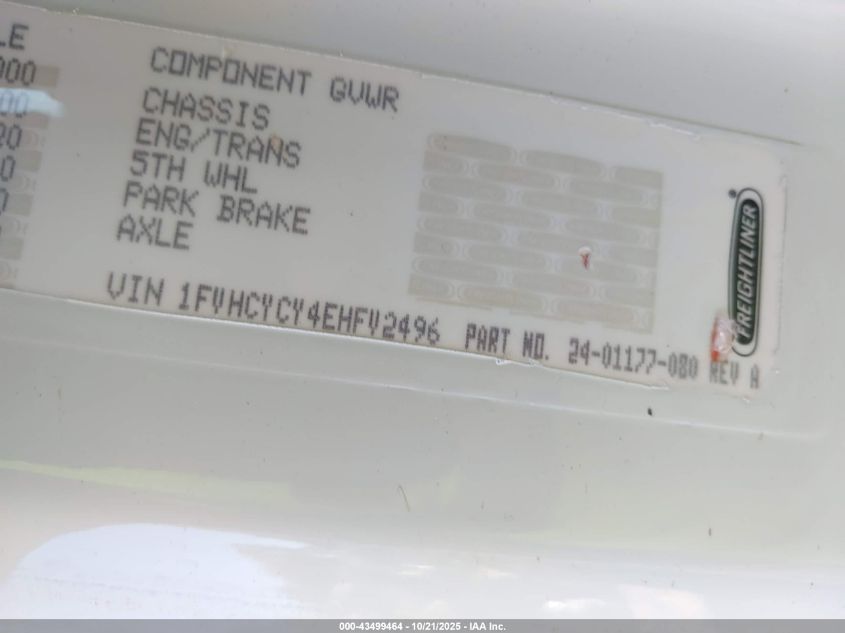 COMPONENT GVWR
CHASSIS
ENG/TRANS
5TH WHL
PARK BRAKE
AXLE
VIN 1FVHCYCY4EHFV2496 PART NO. 24-01177-080 REV A
FREIGHTLINER
000-43499464 - 10/21/2025 - IAA Inc.